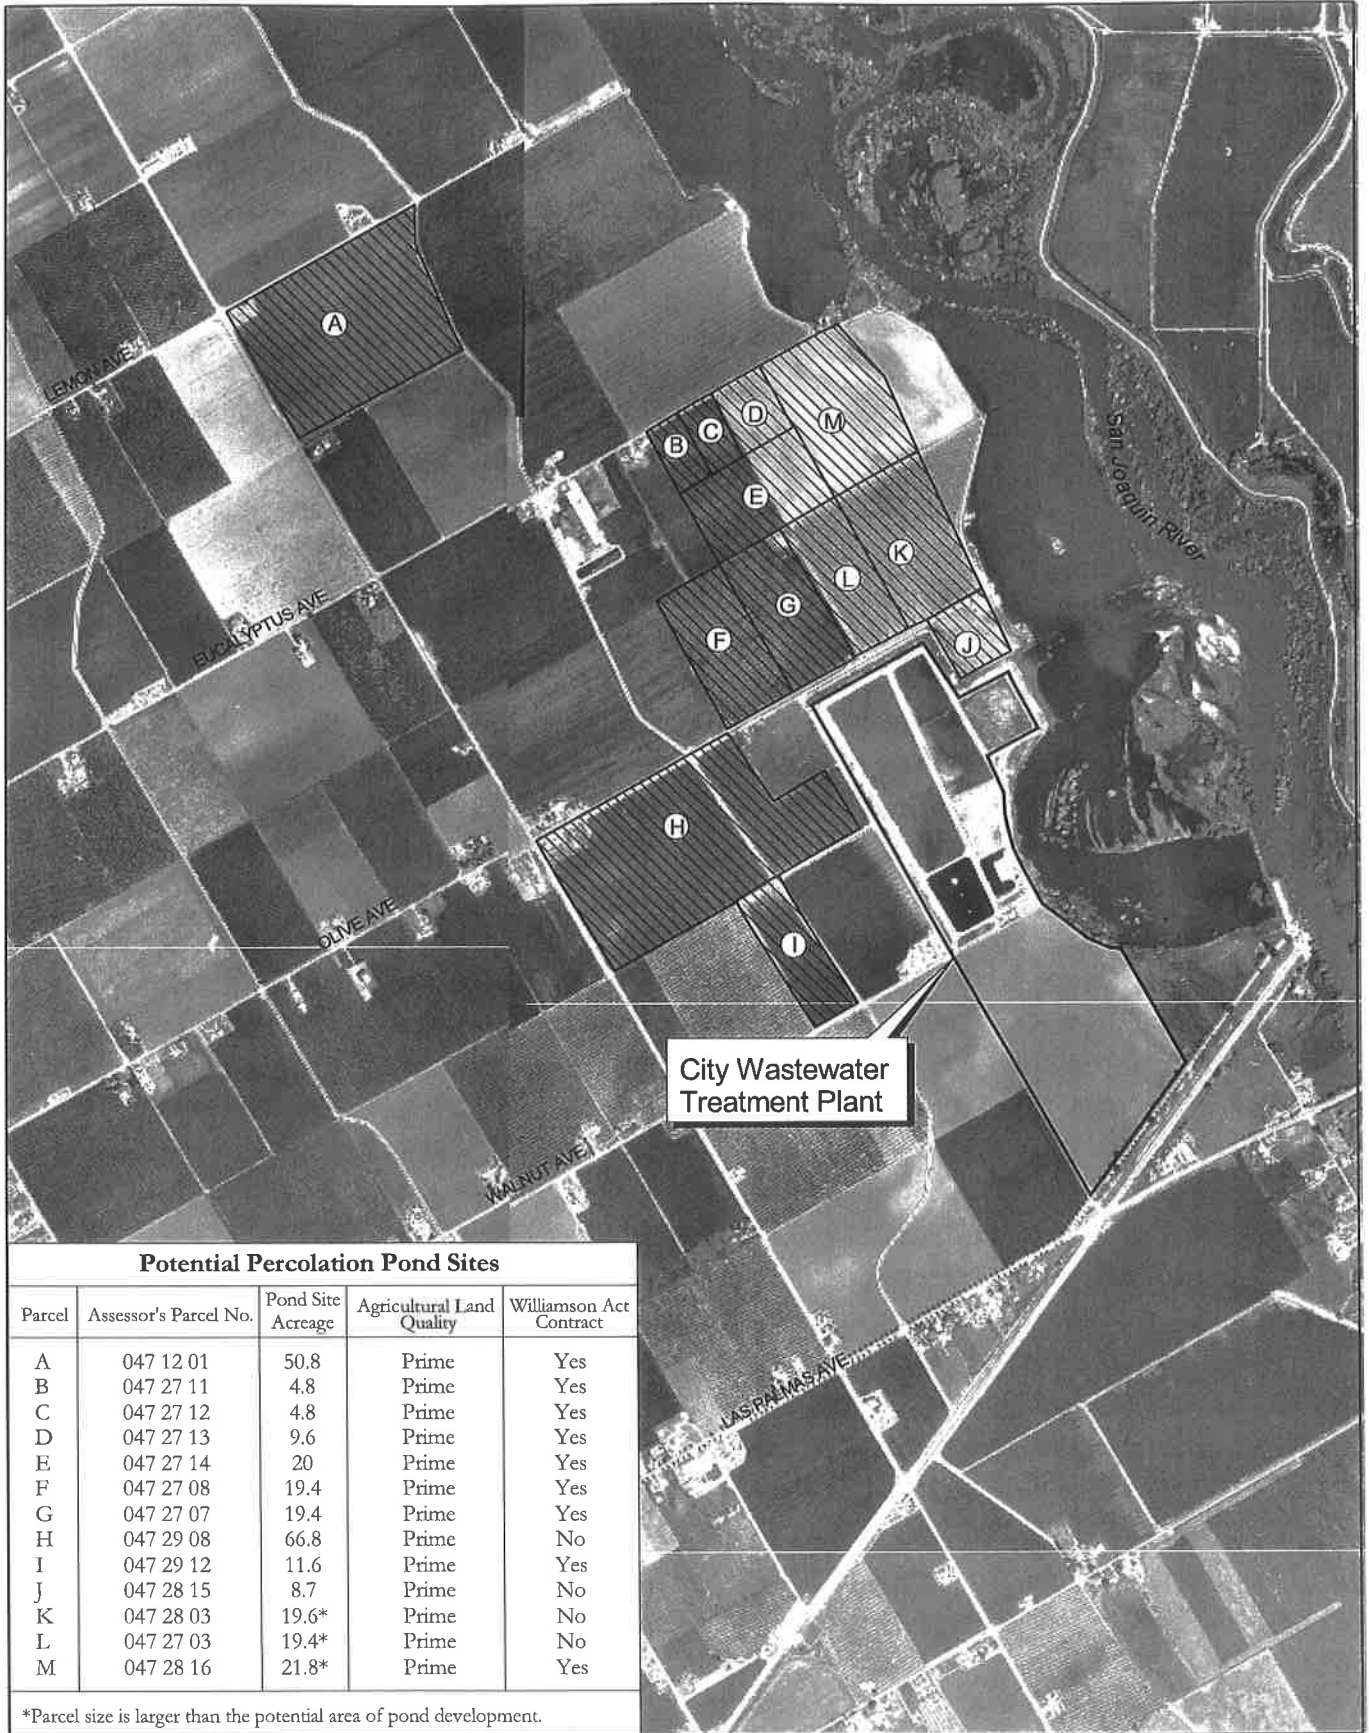 A
LEMON AVE
B
C
D
M
E
San Joaquin River
K
L
G
F
J
EUCALYPTUS AVE
H
OLIVE AVE
I
City Wastewater
Treatment Plant
WALNUT AVE
LAS PALMAS AVE
Potential Percolation Pond Sites
Parcel Assessor's Parcel No. Pond Site Acreage Agricultural Land Quality Williamson Act Contract
A 047 12 01 50.8 Prime Yes
B 047 27 11 4.8 Prime Yes
C 047 27 12 4.8 Prime Yes
D 047 27 13 9.6 Prime Yes
E 047 27 14 20 Prime Yes
F 047 27 08 19.4 Prime Yes
G 047 27 07 19.4 Prime Yes
H 047 29 08 66.8 Prime No
I 047 29 12 11.6 Prime Yes
J 047 28 15 8.7 Prime No
K 047 28 03 19.6* Prime No
L 047 27 03 19.4* Prime No
M 047 28 16 21.8* Prime Yes
*Parcel size is larger than the potential area of pond development.